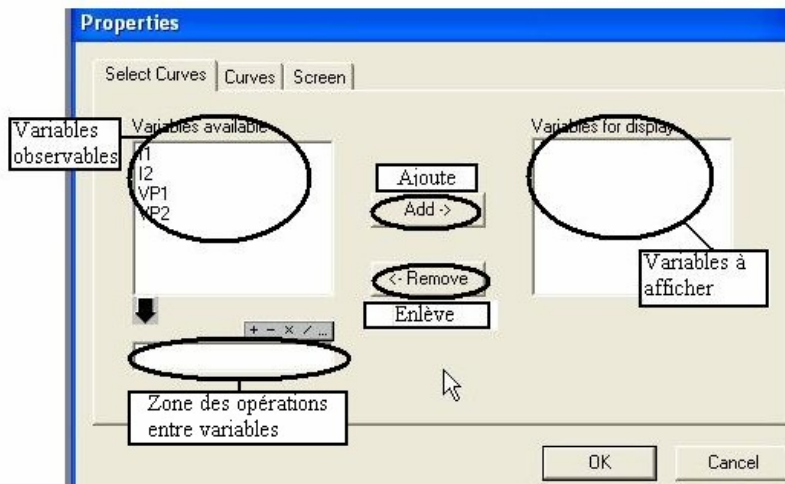 Properties
Select Curves Curves Screen
Variables observables
Variables available
Variables for display
I1
I2
VP1
VP2
Ajoute
Add ->
<- Remove
Enlève
Variables à
afficher
+ - × / ...
Zone des opérations
entre variables
OK Cancel